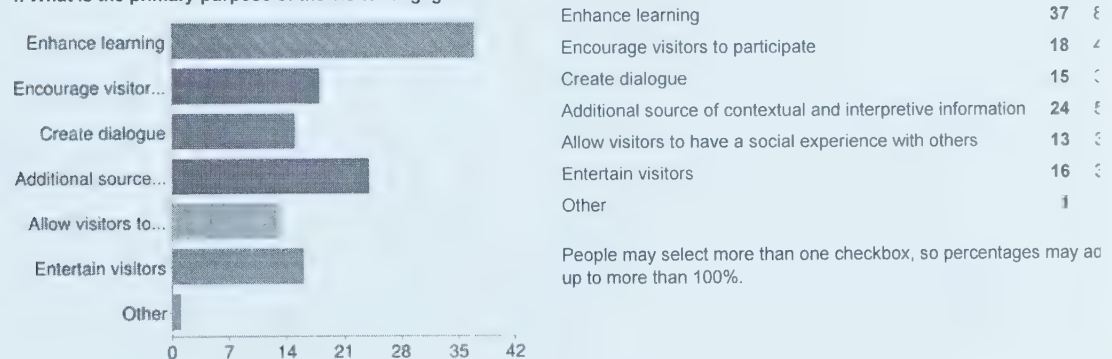 Enhance learning
Encourage visitor...
Create dialogue
Additional source...
Allow visitors to...
Entertain visitors
Other
0 7 14 21 28 35 42
Enhance learning 37
Encourage visitors to participate 18
Create dialogue 15
Additional source of contextual and interpretive information 24
Allow visitors to have a social experience with others 13
Entertain visitors 16
Other 1
People may select more than one checkbox, so percentages may
up to more than 100%.